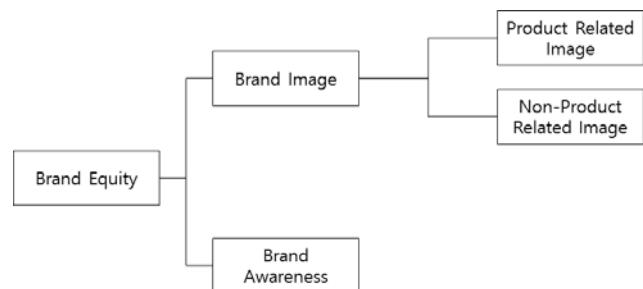 Product Related
Image
Brand Image
Non-Product
Related Image
Brand Equity
Brand
Awareness